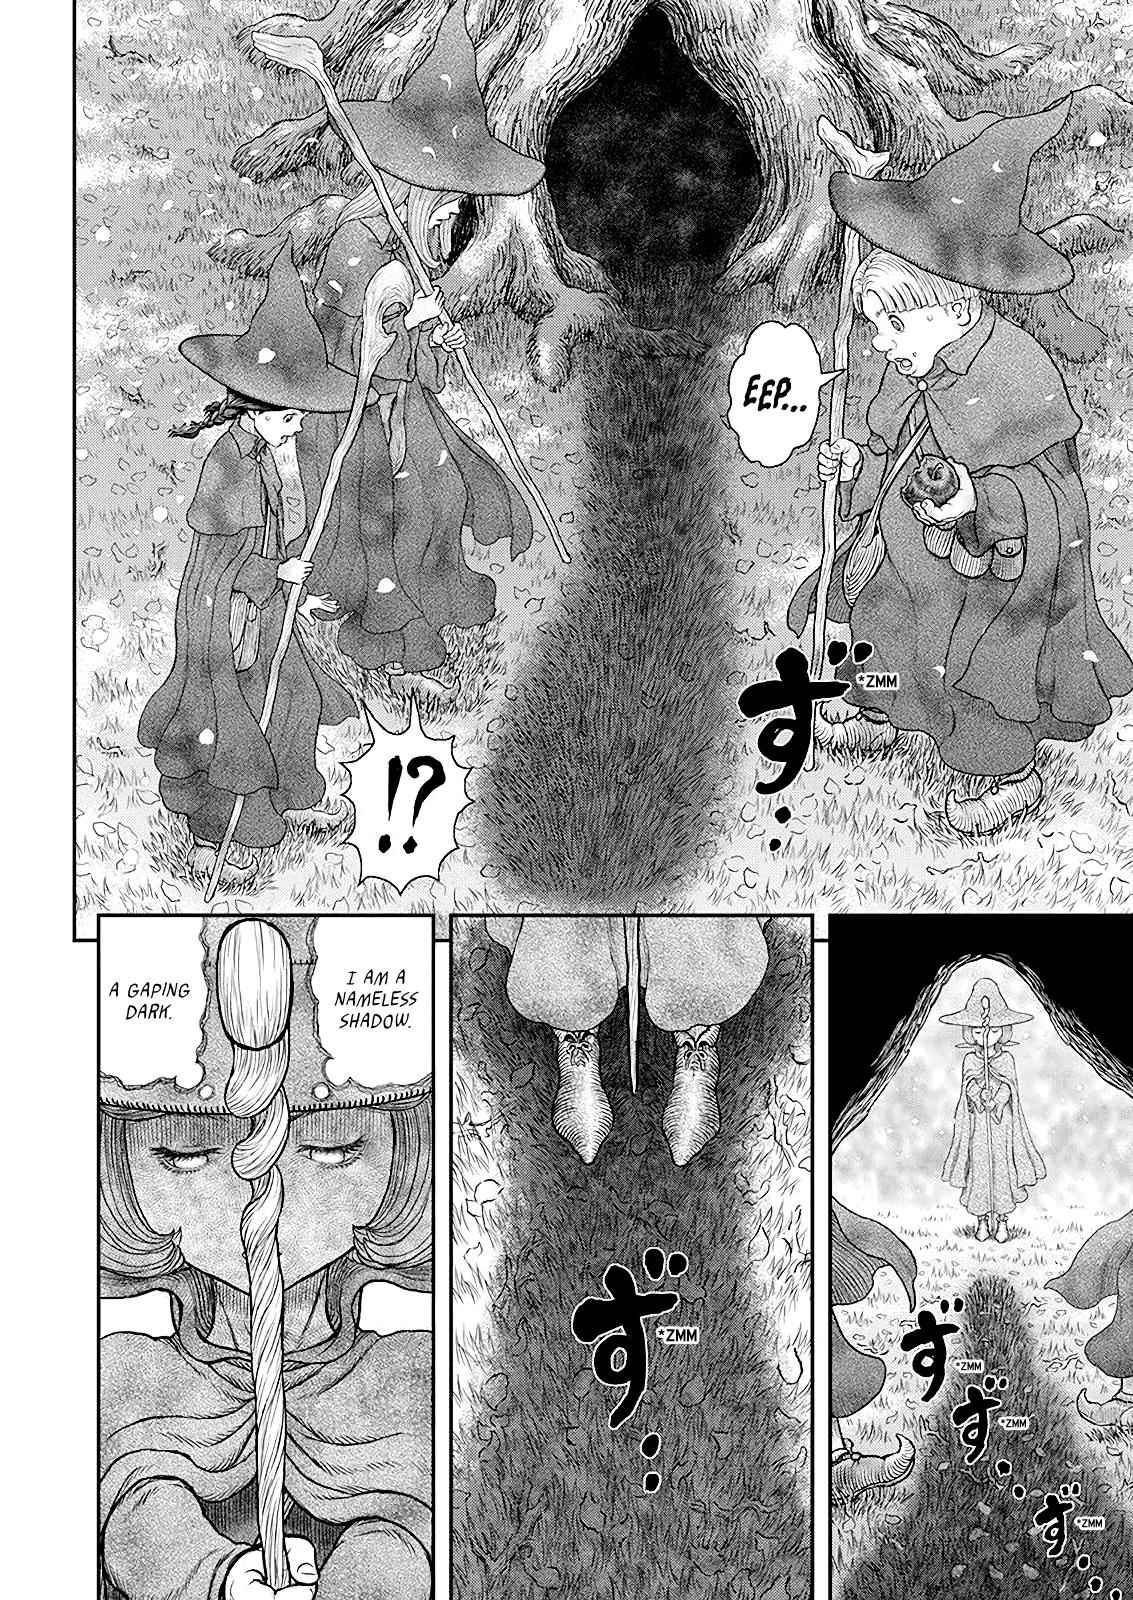 EEP...
ず゛...
*ZMM
!?
ず...
*ZMM
ず...
*ZMM
ず...
*ZMM
ず...
*ZMM
I AM A
NAMELESS
SHADOW.
A GAPING
DARK.